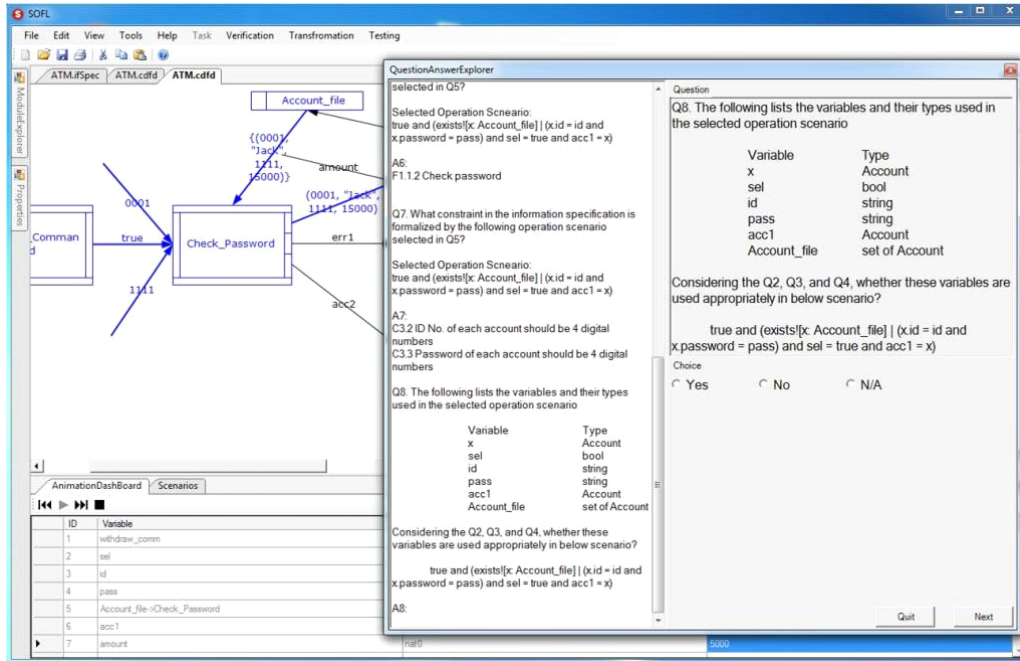 SOFL
File Edit View Tools Help Task Verification Transfromation Testing
ATM.ifSpec ATM.cdfd ATM.cdfd
ModuleExplorer
Properties
Account_file
{(0001,
"Jack",
1111,
15000)}
amount
(0001, "Jack",
1111, 15000)
0001
Comman
d
true
Check_Password
err1
1111
acc2
AnimationDashBoard Scenarios
ID Variable
1 withdraw_comm
2 sel
3 id
4 pass
5 Account_file->Check_Password
6 acc1
7 amount nat0 5000
QuestionAnswerExplorer
selected in Q5?
Selected Operation Scneario:
true and (exists![x: Account_file] | (x.id = id and
x.password = pass) and sel = true and acc1 = x)
A6:
F1.1.2 Check password
Q7. What constraint in the information specification is
formalized by the following operation scenario
selected in Q5?
Selected Operation Scneario:
true and (exists![x: Account_file] | (x.id = id and
x.password = pass) and sel = true and acc1 = x)
A7:
C3.2 ID No. of each account should be 4 digital
numbers
C3.3 Password of each account should be 4 digital
numbers
Q8. The following lists the variables and their types
used in the selected operation scenario
Variable Type
x Account
sel bool
id string
pass string
acc1 Account
Account_file set of Account
Considering the Q2, Q3, and Q4, whether these
variables are used appropriately in below scenario?
true and (exists![x: Account_file] | (x.id = id and
x.password = pass) and sel = true and acc1 = x)
A8:
Question
Q8. The following lists the variables and their types used in
the selected operation scenario
Variable Type
x Account
sel bool
id string
pass string
acc1 Account
Account_file set of Account
Considering the Q2, Q3, and Q4, whether these variables are
used appropriately in below scenario?
true and (exists![x: Account_file] | (x.id = id and
x.password = pass) and sel = true and acc1 = x)
Choice
Yes No N/A
Quit Next